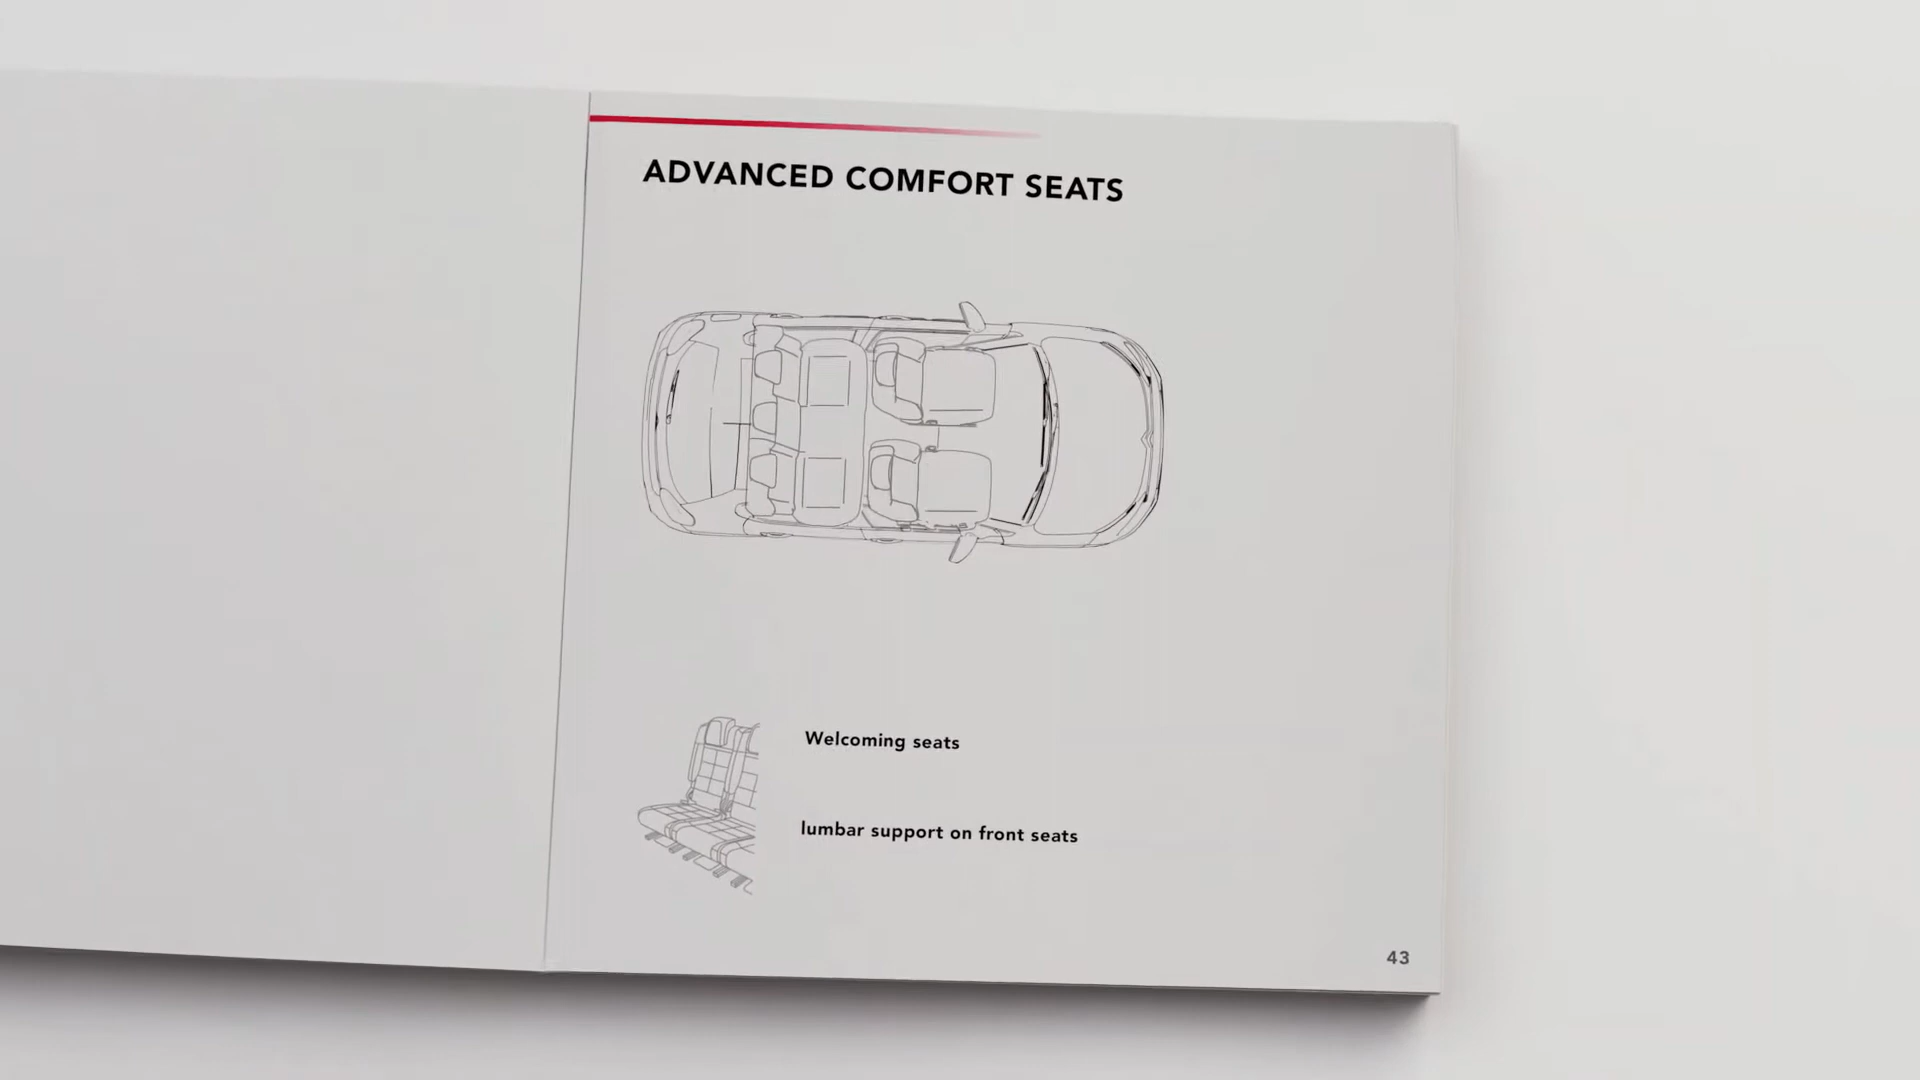 ADVANCED COMFORT SEATS
Welcoming seats
lumbar support on front seats
43